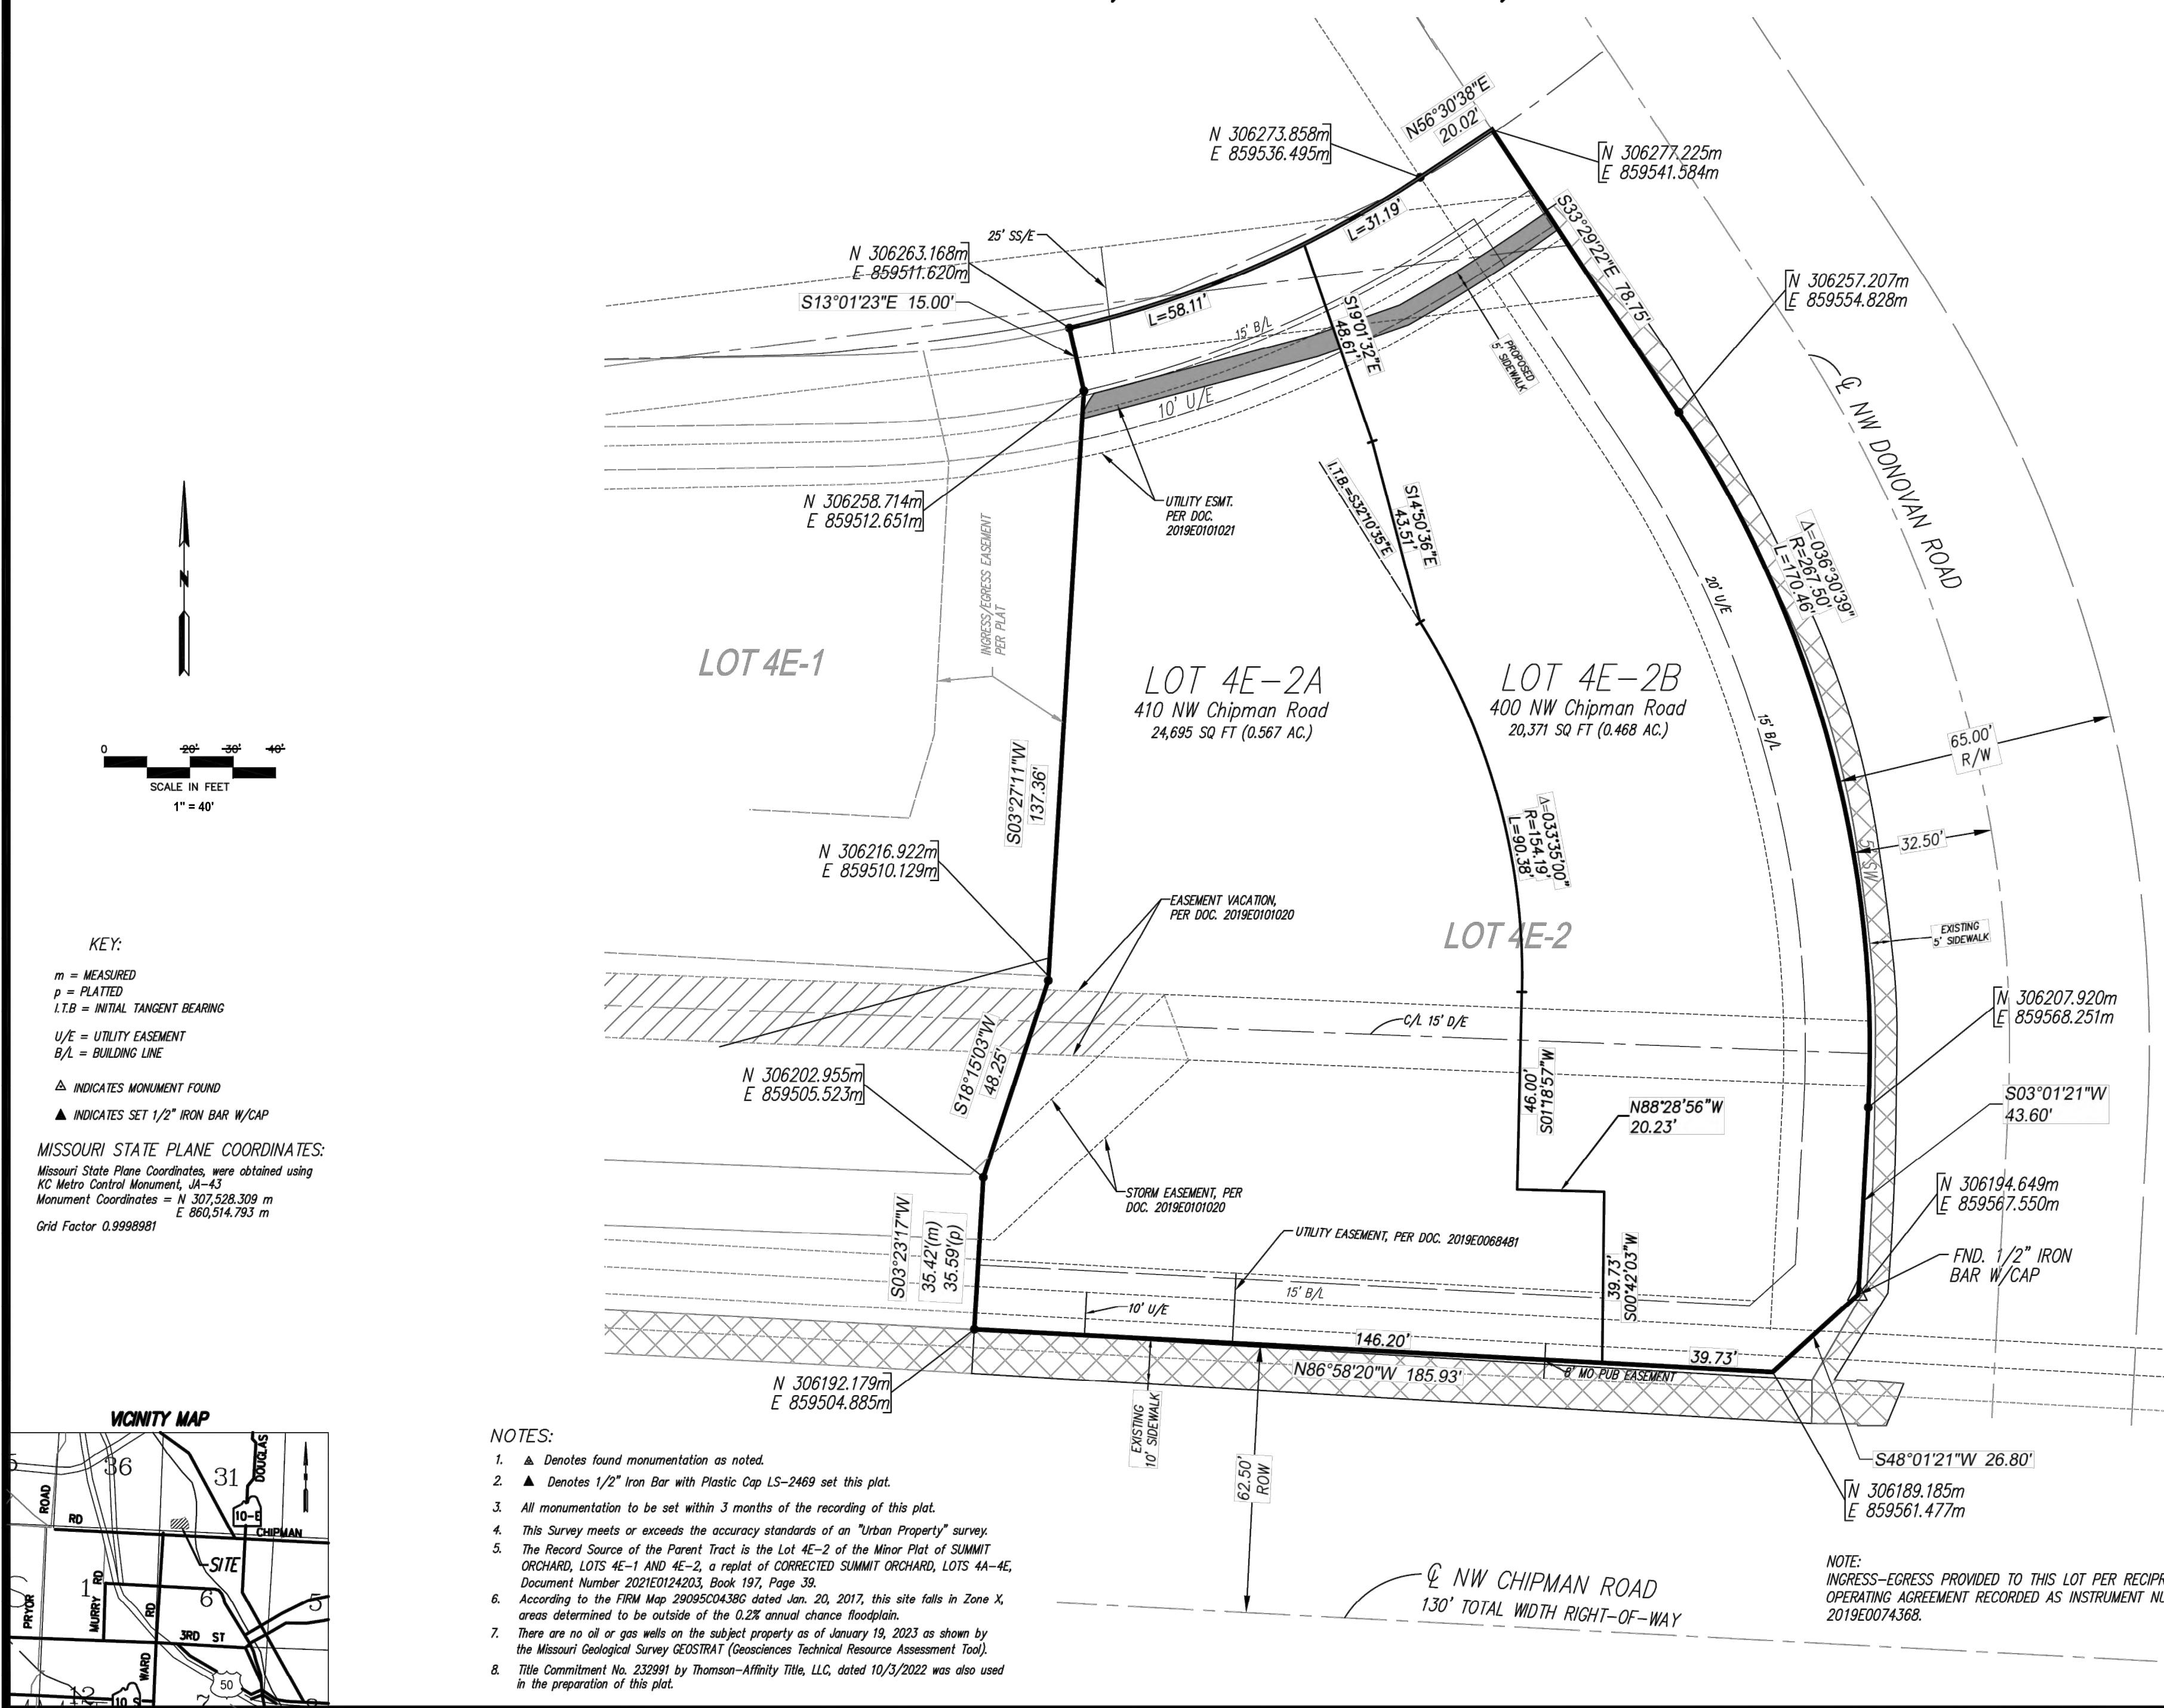 N56°30'38"E
20.02'
N 306273.858m
E 859536.495m
N 306277.225m
E 859541.584m
L=31.19'
S33°29'22"E 78.75'
25' SS/E
N 306263.168m
E 859511.620m
S13°01'23"E 15.00'
L=58.11'
15' B/L
S19°01'32"E
48.61'
PROPOSED
5' SIDEWALK
N 306257.207m
E 859554.828m
10' U/E
℄ NW DONOVAN ROAD
N 306258.714m
E 859512.651m
UTILITY ESMT.
PER DOC.
2019E0101021
I.T.B.=S32°10'35"E
S14°50'36"E
43.51'
INGRESS/EGRESS EASEMENT
PER PLAT
Δ=036°30'39"
R=267.50'
L=170.46'
20' U/E
15' B/L
N
LOT 4E-1
LOT 4E-2A
410 NW Chipman Road
24,695 SQ FT (0.567 AC.)
LOT 4E-2B
400 NW Chipman Road
20,371 SQ FT (0.468 AC.)
65.00'
R/W
0 20' 30' 40'
SCALE IN FEET
1" = 40'
S03°27'11"W
137.36'
Δ=033°35'00"
R=154.19'
L=90.38'
32.50'
5' SW
N 306216.922m
E 859510.129m
EASEMENT VACATION,
PER DOC. 2019E0101020
LOT 4E-2
EXISTING
5' SIDEWALK
KEY:
m = MEASURED
p = PLATTED
I.T.B = INITIAL TANGENT BEARING
U/E = UTILITY EASEMENT
B/L = BUILDING LINE
INDICATES MONUMENT FOUND
INDICATES SET 1/2" IRON BAR W/CAP
C/L 15' D/E
N 306207.920m
E 859568.251m
S18°15'03"W
48.25'
N 306202.955m
E 859505.523m
46.00'
S01°18'57"W
N88°28'56"W
20.23'
S03°01'21"W
43.60'
MISSOURI STATE PLANE COORDINATES:
Missouri State Plane Coordinates, were obtained using
KC Metro Control Monument, JA-43
Monument Coordinates = N 307,528.309 m
E 860,514.793 m
Grid Factor 0.9998981
STORM EASEMENT, PER
DOC. 2019E0101020
N 306194.649m
E 859567.550m
S03°23'17"W
35.42'(m)
35.59'(p)
UTILITY EASEMENT, PER DOC. 2019E0068481
39.73'
S00°42'03"W
FND. 1/2" IRON
BAR W/CAP
15' B/L
10' U/E
146.20'
39.73'
N86°58'20"W 185.93'
8' MO PUB EASEMENT
N 306192.179m
E 859504.885m
EXISTING
10' SIDEWALK
62.50'
ROW
S48°01'21"W 26.80'
N 306189.185m
E 859561.477m
℄ NW CHIPMAN ROAD
130' TOTAL WIDTH RIGHT-OF-WAY
NOTE:
INGRESS-EGRESS PROVIDED TO THIS LOT PER RECIPR
OPERATING AGREEMENT RECORDED AS INSTRUMENT NU
2019E0074368.
VICINITY MAP
36
31
DOUGLAS
ROAD
RD
10-E
CHIPMAN
SITE
1
6
5
PRYOR
MURRY RD
RD
3RD ST
WARD
50
12
10
NOTES:
1. Denotes found monumentation as noted.
2. Denotes 1/2" Iron Bar with Plastic Cap LS-2469 set this plat.
3. All monumentation to be set within 3 months of the recording of this plat.
4. This Survey meets or exceeds the accuracy standards of an "Urban Property" survey.
5. The Record Source of the Parent Tract is the Lot 4E-2 of the Minor Plat of SUMMIT
ORCHARD, LOTS 4E-1 AND 4E-2, a replat of CORRECTED SUMMIT ORCHARD, LOTS 4A-4E,
Document Number 2021E0124203, Book 197, Page 39.
6. According to the FIRM Map 29095C0438G dated Jan. 20, 2017, this site falls in Zone X,
areas determined to be outside of the 0.2% annual chance floodplain.
7. There are no oil or gas wells on the subject property as of January 19, 2023 as shown by
the Missouri Geological Survey GEOSTRAT (Geosciences Technical Resource Assessment Tool).
8. Title Commitment No. 232991 by Thomson-Affinity Title, LLC, dated 10/3/2022 was also used
in the preparation of this plat.